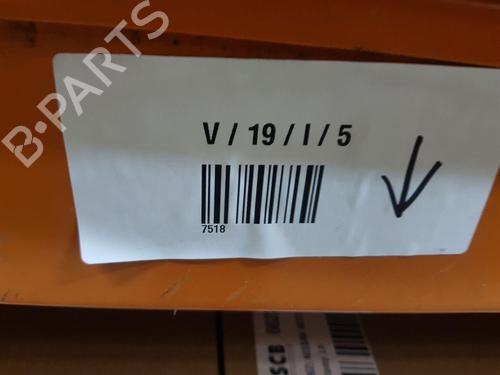 B-PARTS
V / 19 / I / 5
7518
SCB